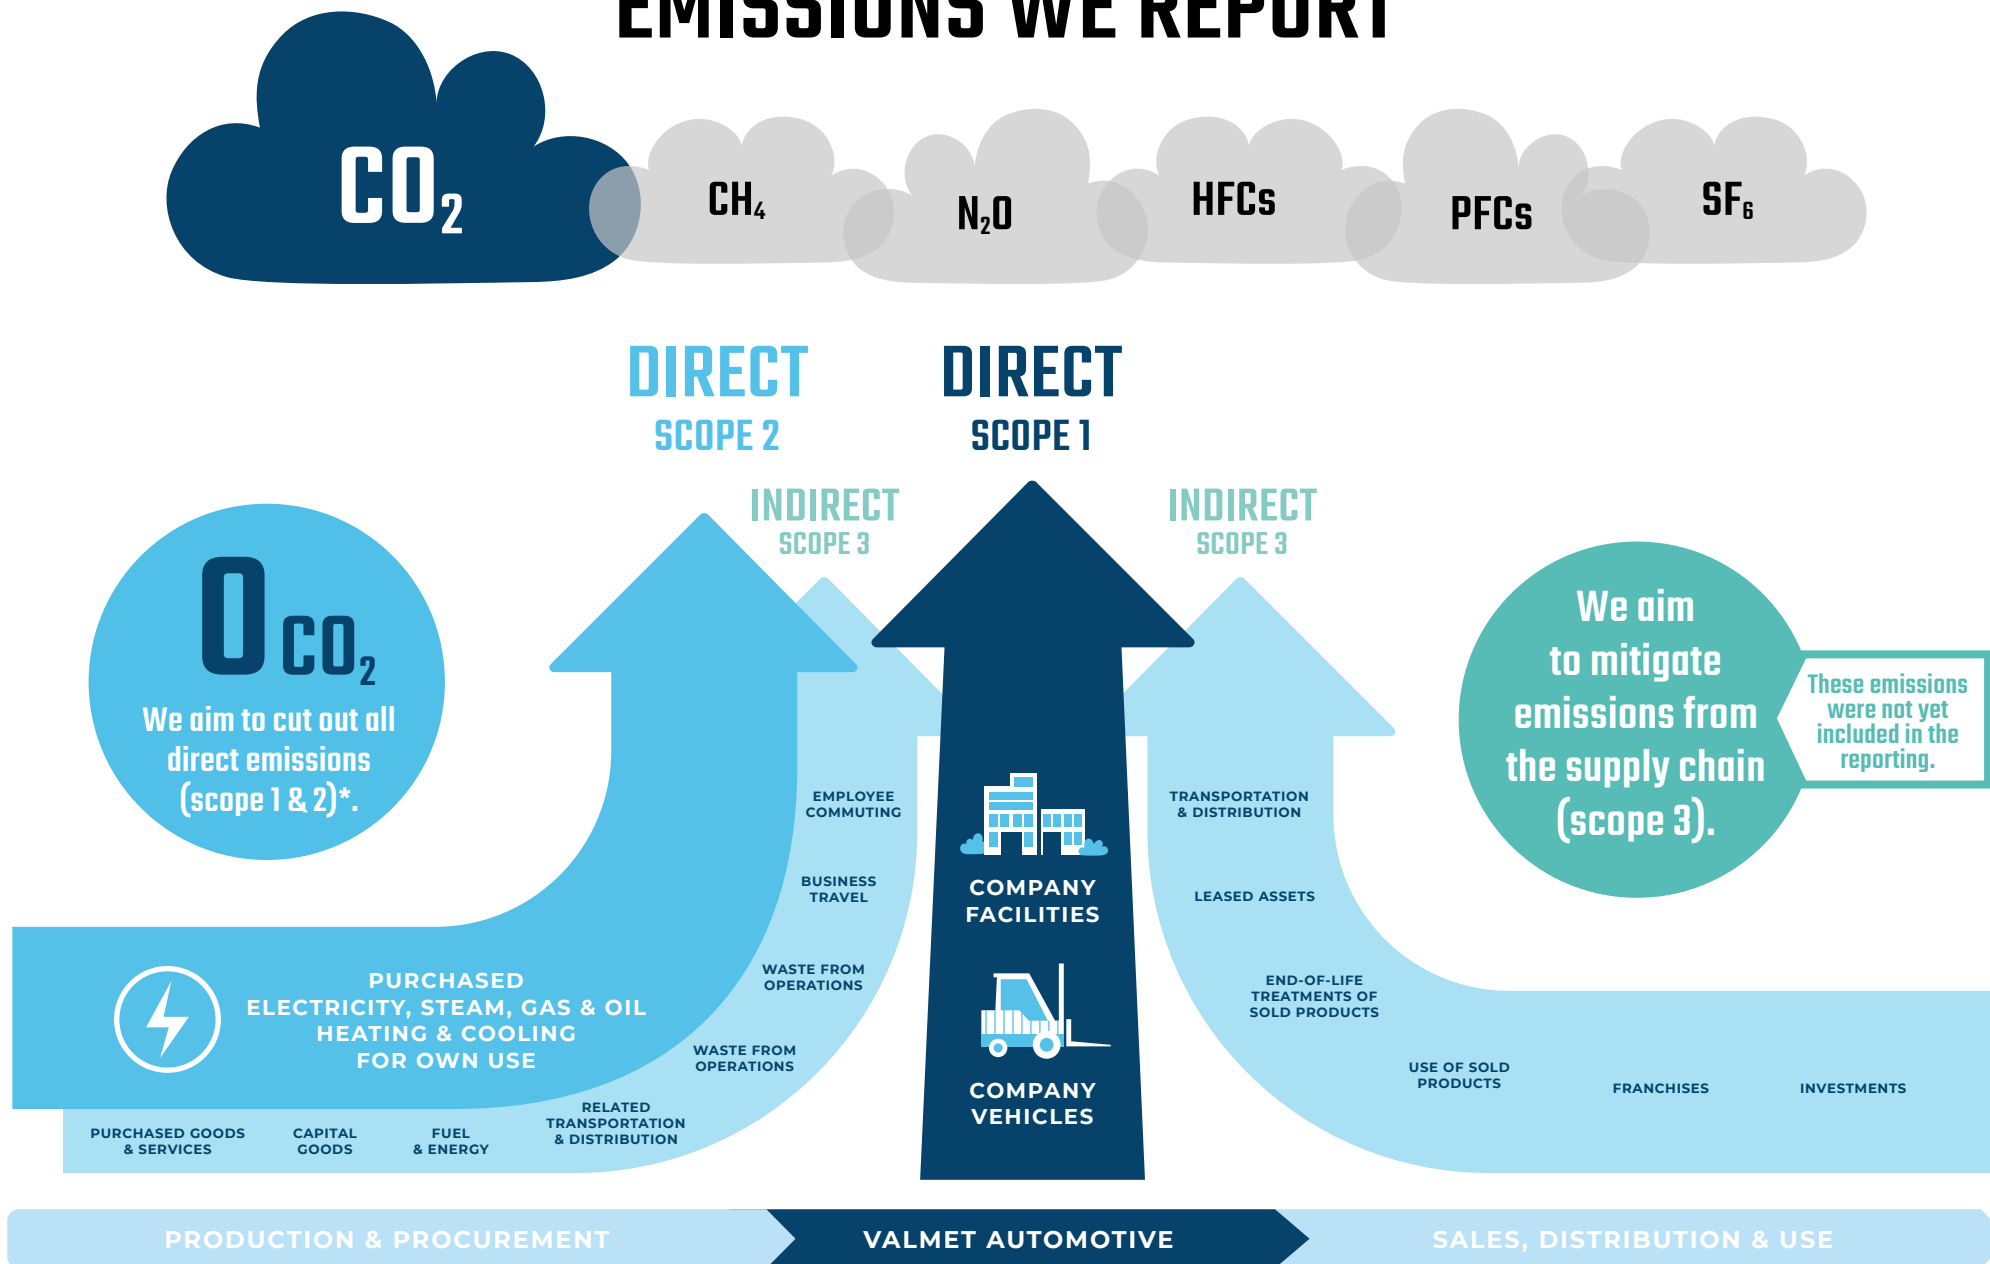 EMISSIONS WE REPORT
CO₂
CH₄
N₂O
HFCs
PFCs
SF₆
DIRECT
SCOPE 2
DIRECT
SCOPE 1
INDIRECT
SCOPE 3
INDIRECT
SCOPE 3
0 CO₂
We aim to cut out all
direct emissions
(scope 1 & 2)*.
We aim
to mitigate
emissions from
the supply chain
(scope 3).
These emissions
were not yet
included in the
reporting.
EMPLOYEE
COMMUTING
BUSINESS
TRAVEL
WASTE FROM
OPERATIONS
WASTE FROM
OPERATIONS
RELATED
TRANSPORTATION
& DISTRIBUTION
FUEL
& ENERGY
CAPITAL
GOODS
PURCHASED GOODS
& SERVICES
PURCHASED
ELECTRICITY, STEAM, GAS & OIL
HEATING & COOLING
FOR OWN USE
COMPANY
FACILITIES
COMPANY
VEHICLES
TRANSPORTATION
& DISTRIBUTION
LEASED ASSETS
END-OF-LIFE
TREATMENTS OF
SOLD PRODUCTS
USE OF SOLD
PRODUCTS
FRANCHISES
INVESTMENTS
PRODUCTION & PROCUREMENT
VALMET AUTOMOTIVE
SALES, DISTRIBUTION & USE